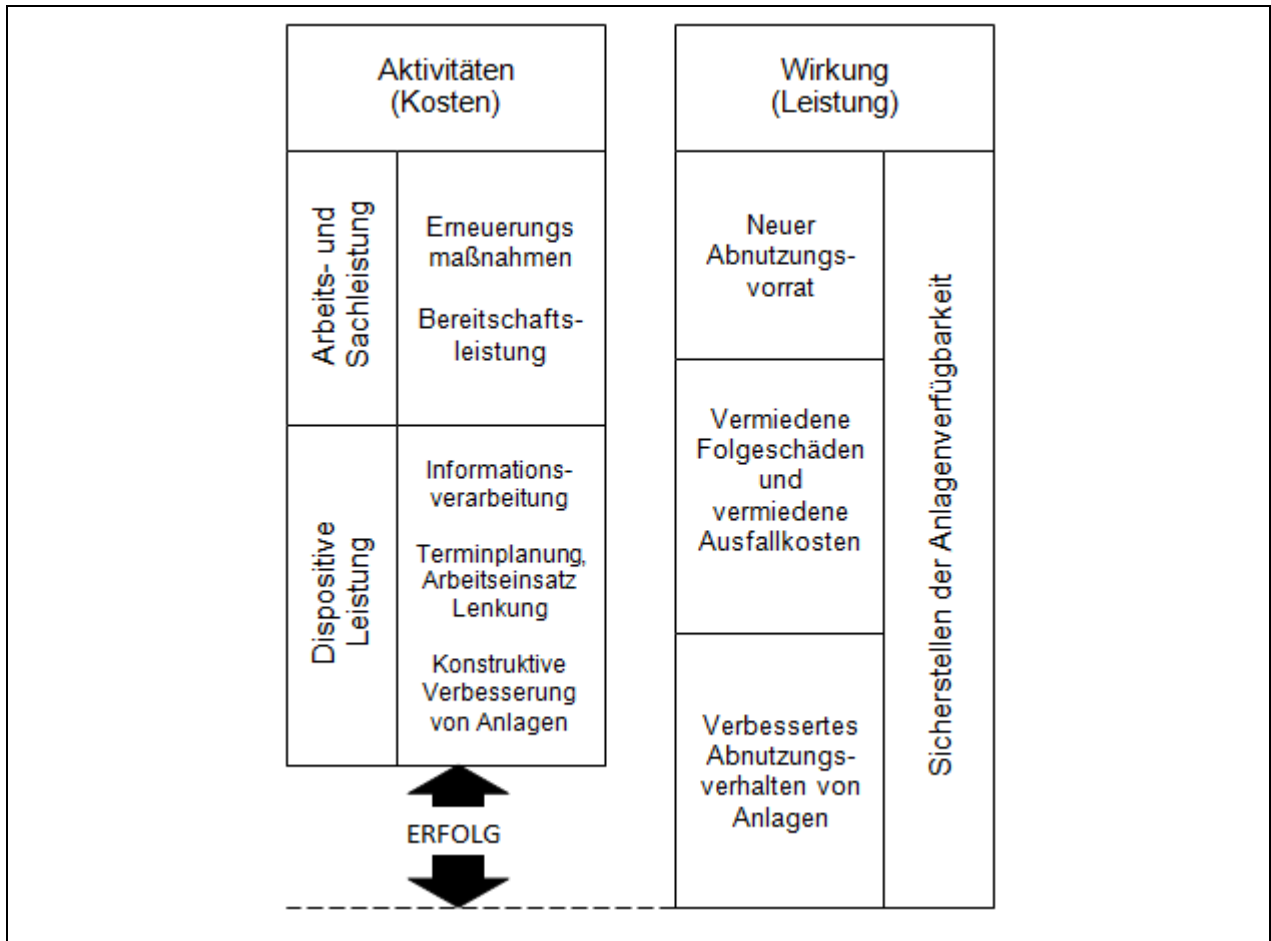 Aktivitäten
(Kosten)
Arbeits- und
Sachleistung
Erneuerungs
maßnahmen
Bereitschafts-
leistung
Dispositive
Leistung
Informations-
verarbeitung
Terminplanung,
Arbeitseinsatz
Lenkung
Konstruktive
Verbesserung
von Anlagen
ERFOLG
Wirkung
(Leistung)
Neuer
Abnutzungs-
vorrat
Vermiedene
Folgeschäden
und
vermiedene
Ausfallkosten
Verbessertes
Abnutzungs-
verhalten von
Anlagen
Sicherstellen der Anlagenverfügbarkeit